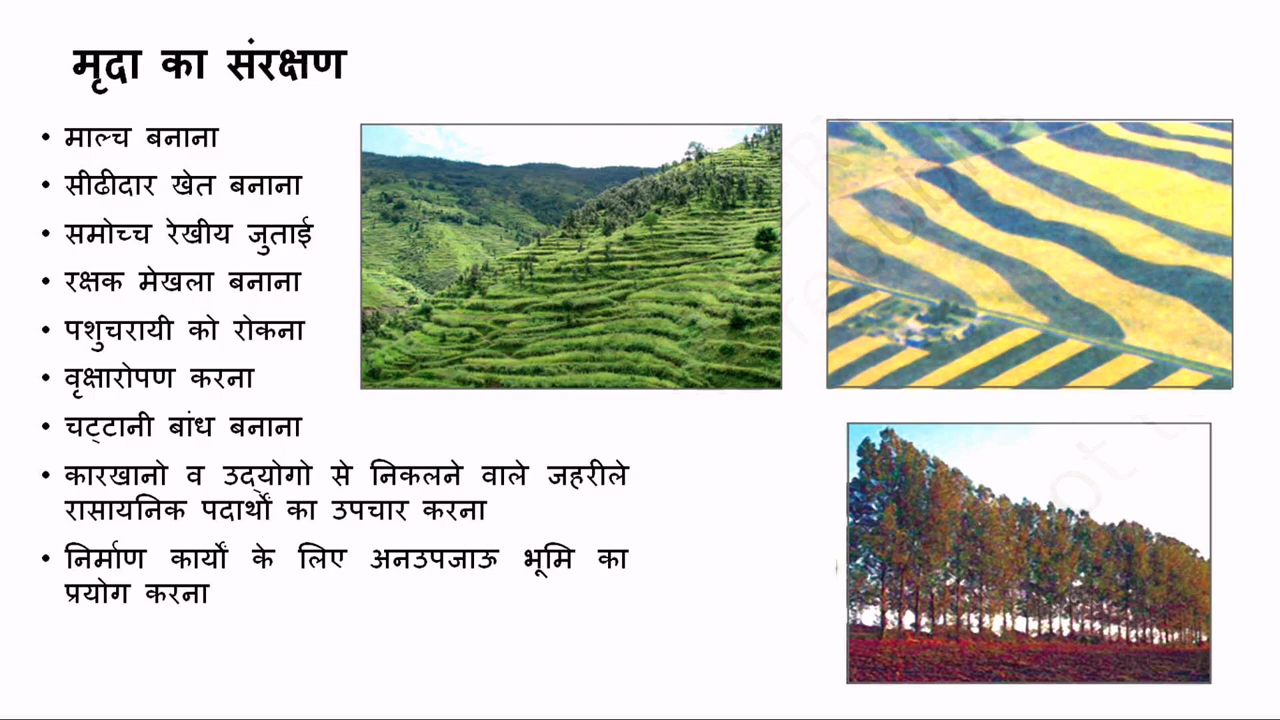 मृदा का संरक्षण
• माल्च बनाना
• सीढीदार खेत बनाना
• समोच्च रेखीय जुताई
• रक्षक मेखला बनाना
• पशुचरायी को रोकना
• वृक्षारोपण करना
• चट्टानी बांध बनाना
• कारखानो व उद्योगो से निकलने वाले जहरीले
रासायनिक पदार्थों का उपचार करना
• निर्माण कार्यों के लिए अनउपजाऊ भूमि का
प्रयोग करना